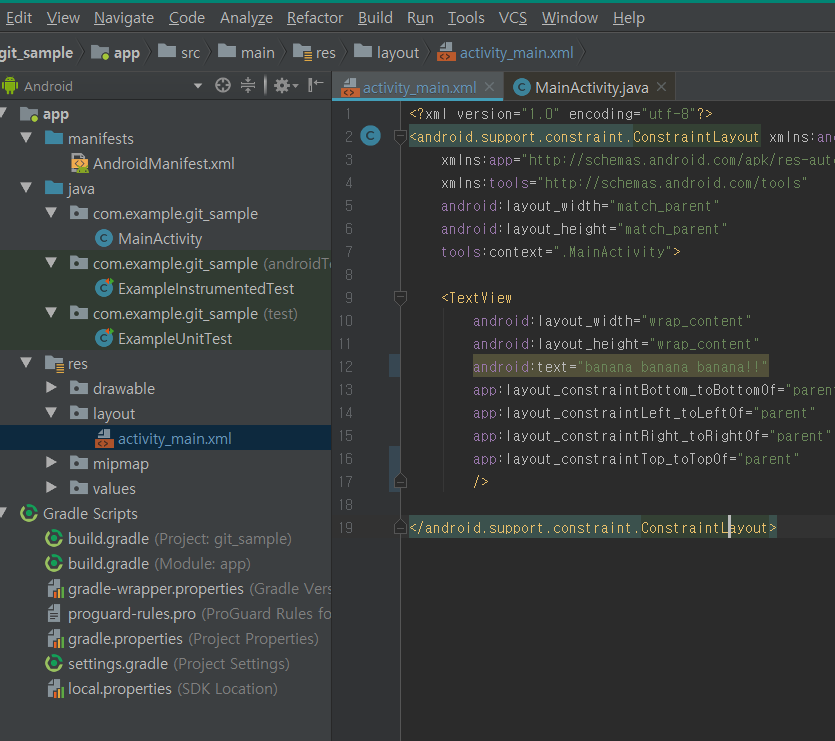 Edit View Navigate Code Analyze Refactor Build Run Tools VCS Window Help
git_sample app src main res layout activity_main.xml
Android
activity_main.xml MainActivity.java
app
manifests
AndroidManifest.xml
java
com.example.git_sample
MainActivity
com.example.git_sample (androidTe
ExampleInstrumentedTest
com.example.git_sample (test)
ExampleUnitTest
res
drawable
layout
activity_main.xml
mipmap
values
Gradle Scripts
build.gradle (Project: git_sample)
build.gradle (Module: app)
gradle-wrapper.properties (Gradle Vers
proguard-rules.pro (ProGuard Rules fo
gradle.properties (Project Properties)
settings.gradle (Project Settings)
local.properties (SDK Location)
1 <?xml version="1.0" encoding="utf-8"?>
2 <android.support.constraint.ConstraintLayout xmlns:and
3 xmlns:app="http://schemas.android.com/apk/res-auto
4 xmlns:tools="http://schemas.android.com/tools"
5 android:layout_width="match_parent"
6 android:layout_height="match_parent"
7 tools:context=".MainActivity">
8
9 <TextView
10 android:layout_width="wrap_content"
11 android:layout_height="wrap_content"
12 android:text="banana banana banana!!"
13 app:layout_constraintBottom_toBottomOf="paren
14 app:layout_constraintLeft_toLeftOf="parent"
15 app:layout_constraintRight_toRightOf="parent"
16 app:layout_constraintTop_toTopOf="parent"
17 />
18
19 </android.support.constraint.ConstraintLayout>